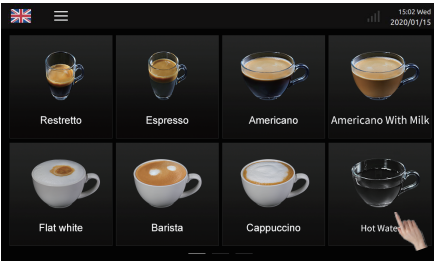 15:02 Wed
2020/01/15
Restretto
Espresso
Americano
Americano With Milk
Flat white
Barista
Cappuccino
Hot Water